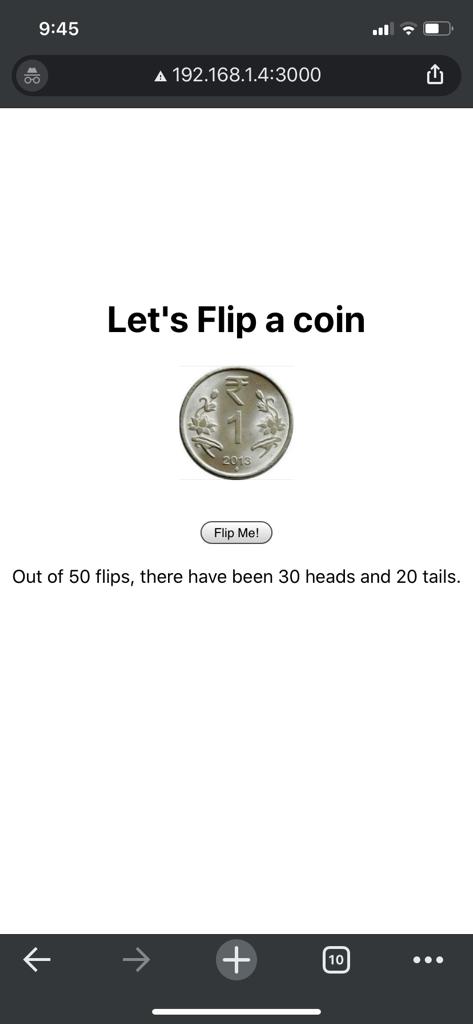 9:45
192.168.1.4:3000
Let's Flip a coin
₹
1
2013
Flip Me!
Out of 50 flips, there have been 30 heads and 20 tails.
10